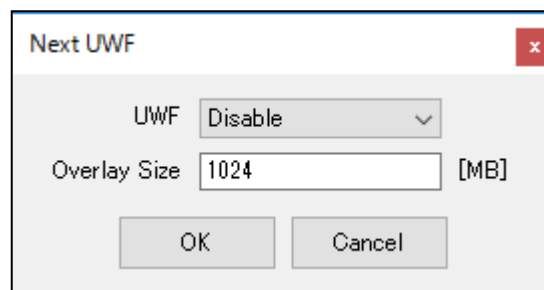 Next UWF x
UWF Disable
Overlay Size 1024 [MB]
OK Cancel